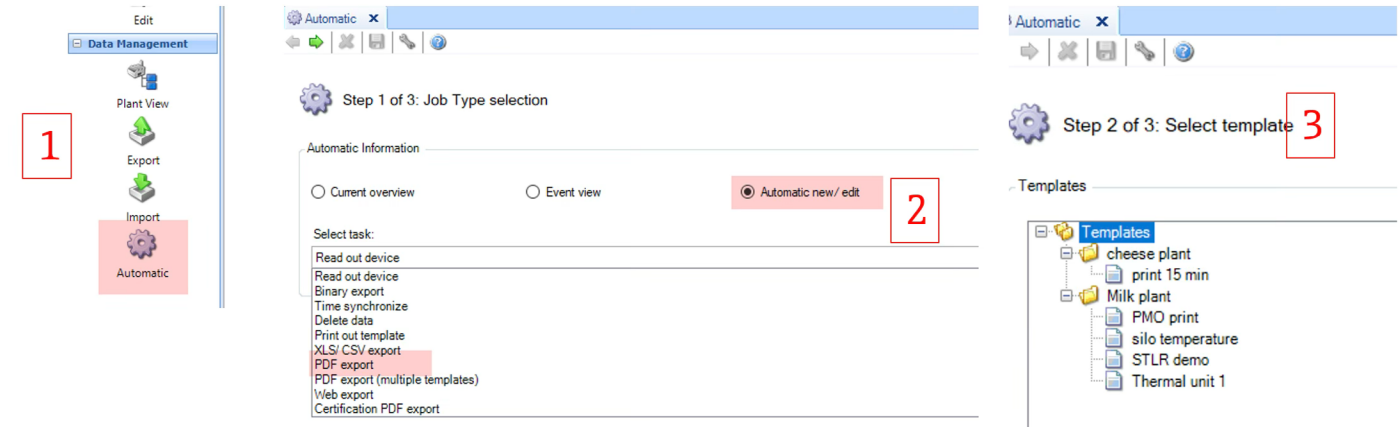 Edit
Data Management
Plant View
1
Export
Import
Automatic
Automatic
Step 1 of 3: Job Type selection
Automatic Information
Current overview
Event view
Automatic new/ edit
2
Select task:
Read out device
Read out device
Binary export
Time synchronize
Delete data
Print out template
XLS/ CSV export
PDF export
PDF export (multiple templates)
Web export
Certification PDF export
Automatic
Step 2 of 3: Select template
3
Templates
Templates
cheese plant
print 15 min
Milk plant
PMO print
silo temperature
STLR demo
Thermal unit 1